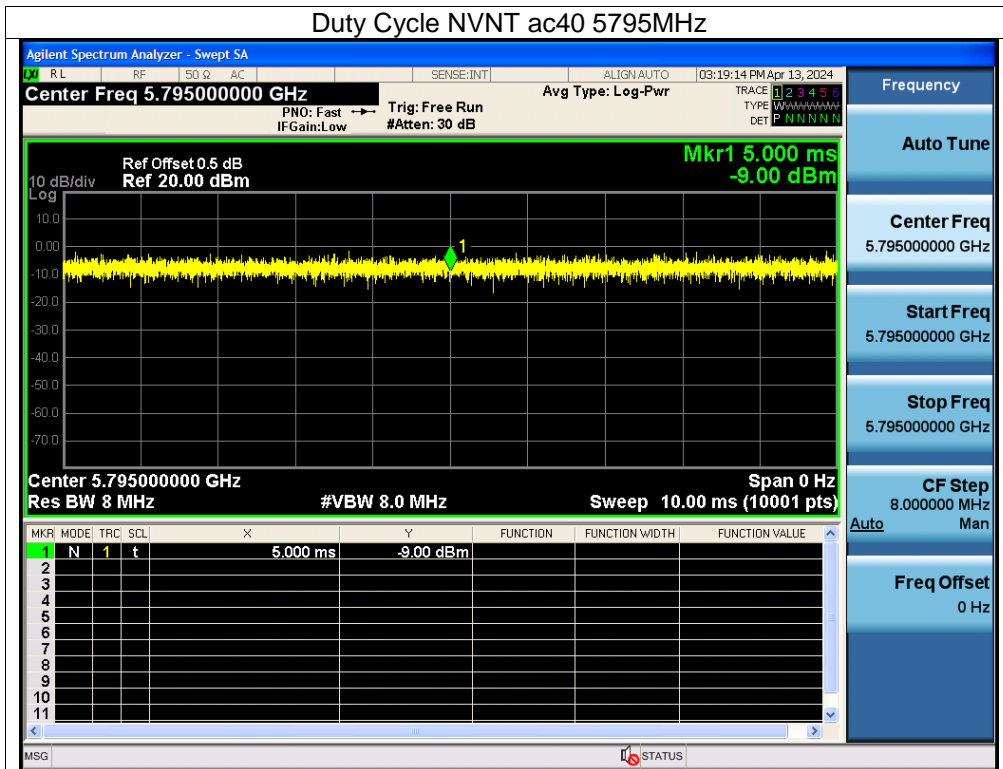 Duty Cycle NVNT ac40 5795MHz
Agilent Spectrum Analyzer - Swept SA
LXI RL RF 50 Ω AC SENSE:INT ALIGN AUTO 03:19:14 PM Apr 13, 2024
Center Freq 5.795000000 GHz
PNO: Fast
IFGain:Low
Trig: Free Run
#Atten: 30 dB
Avg Type: Log-Pwr
TRACE 1 2 3 4 5 6
TYPE WWWWWW
DET P N N N N N
Ref Offset 0.5 dB
10 dB/div Ref 20.00 dBm
Log
Mkr1 5.000 ms
-9.00 dBm
10.0
0.00
-10.0
-20.0
-30.0
-40.0
-50.0
-60.0
-70.0
1
Center 5.795000000 GHz Span 0 Hz
Res BW 8 MHz #VBW 8.0 MHz Sweep 10.00 ms (10001 pts)
MKR MODE TRC SCL X Y FUNCTION FUNCTION WIDTH FUNCTION VALUE
1 N 1 t 5.000 ms -9.00 dBm
2
3
4
5
6
7
8
9
10
11
MSG STATUS
Frequency
Auto Tune
Center Freq
5.795000000 GHz
Start Freq
5.795000000 GHz
Stop Freq
5.795000000 GHz
CF Step
8.000000 MHz
Auto Man
Freq Offset
0 Hz